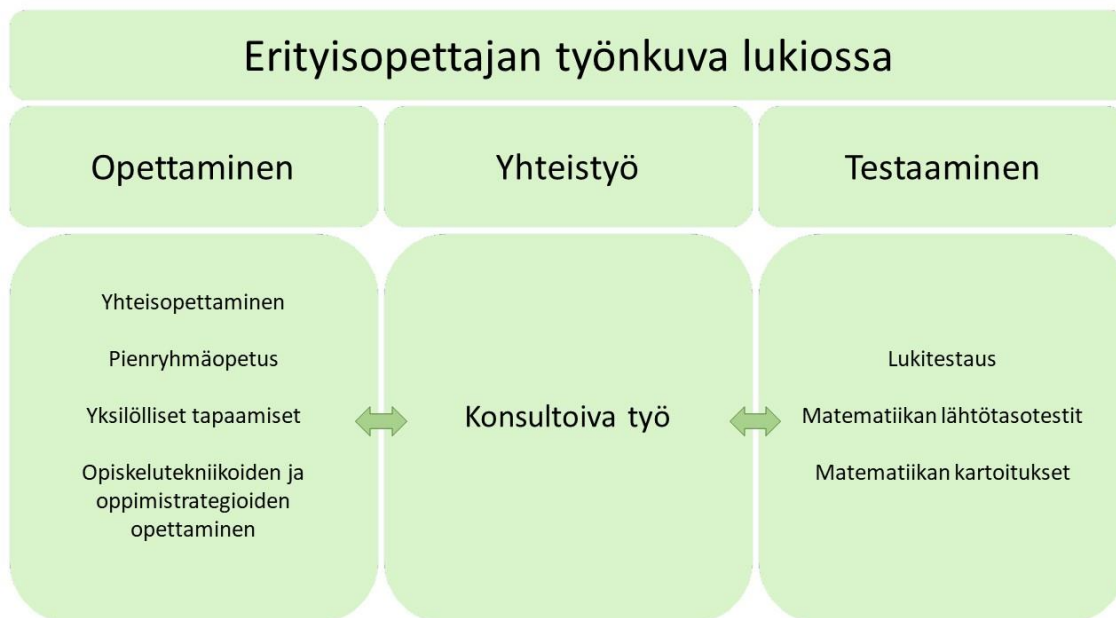 Erityisopettajan työnkuva lukiossa
Opettaminen
Yhteistyö
Testaaminen
Yhteisopettaminen
Pienryhmäopetus
Yksilölliset tapaamiset
Opiskelutekniikoiden ja
oppimistrategioiden
opettaminen
Konsultoiva työ
Lukitestaus
Matematiikan lähtötasotestit
Matematiikan kartoitukset